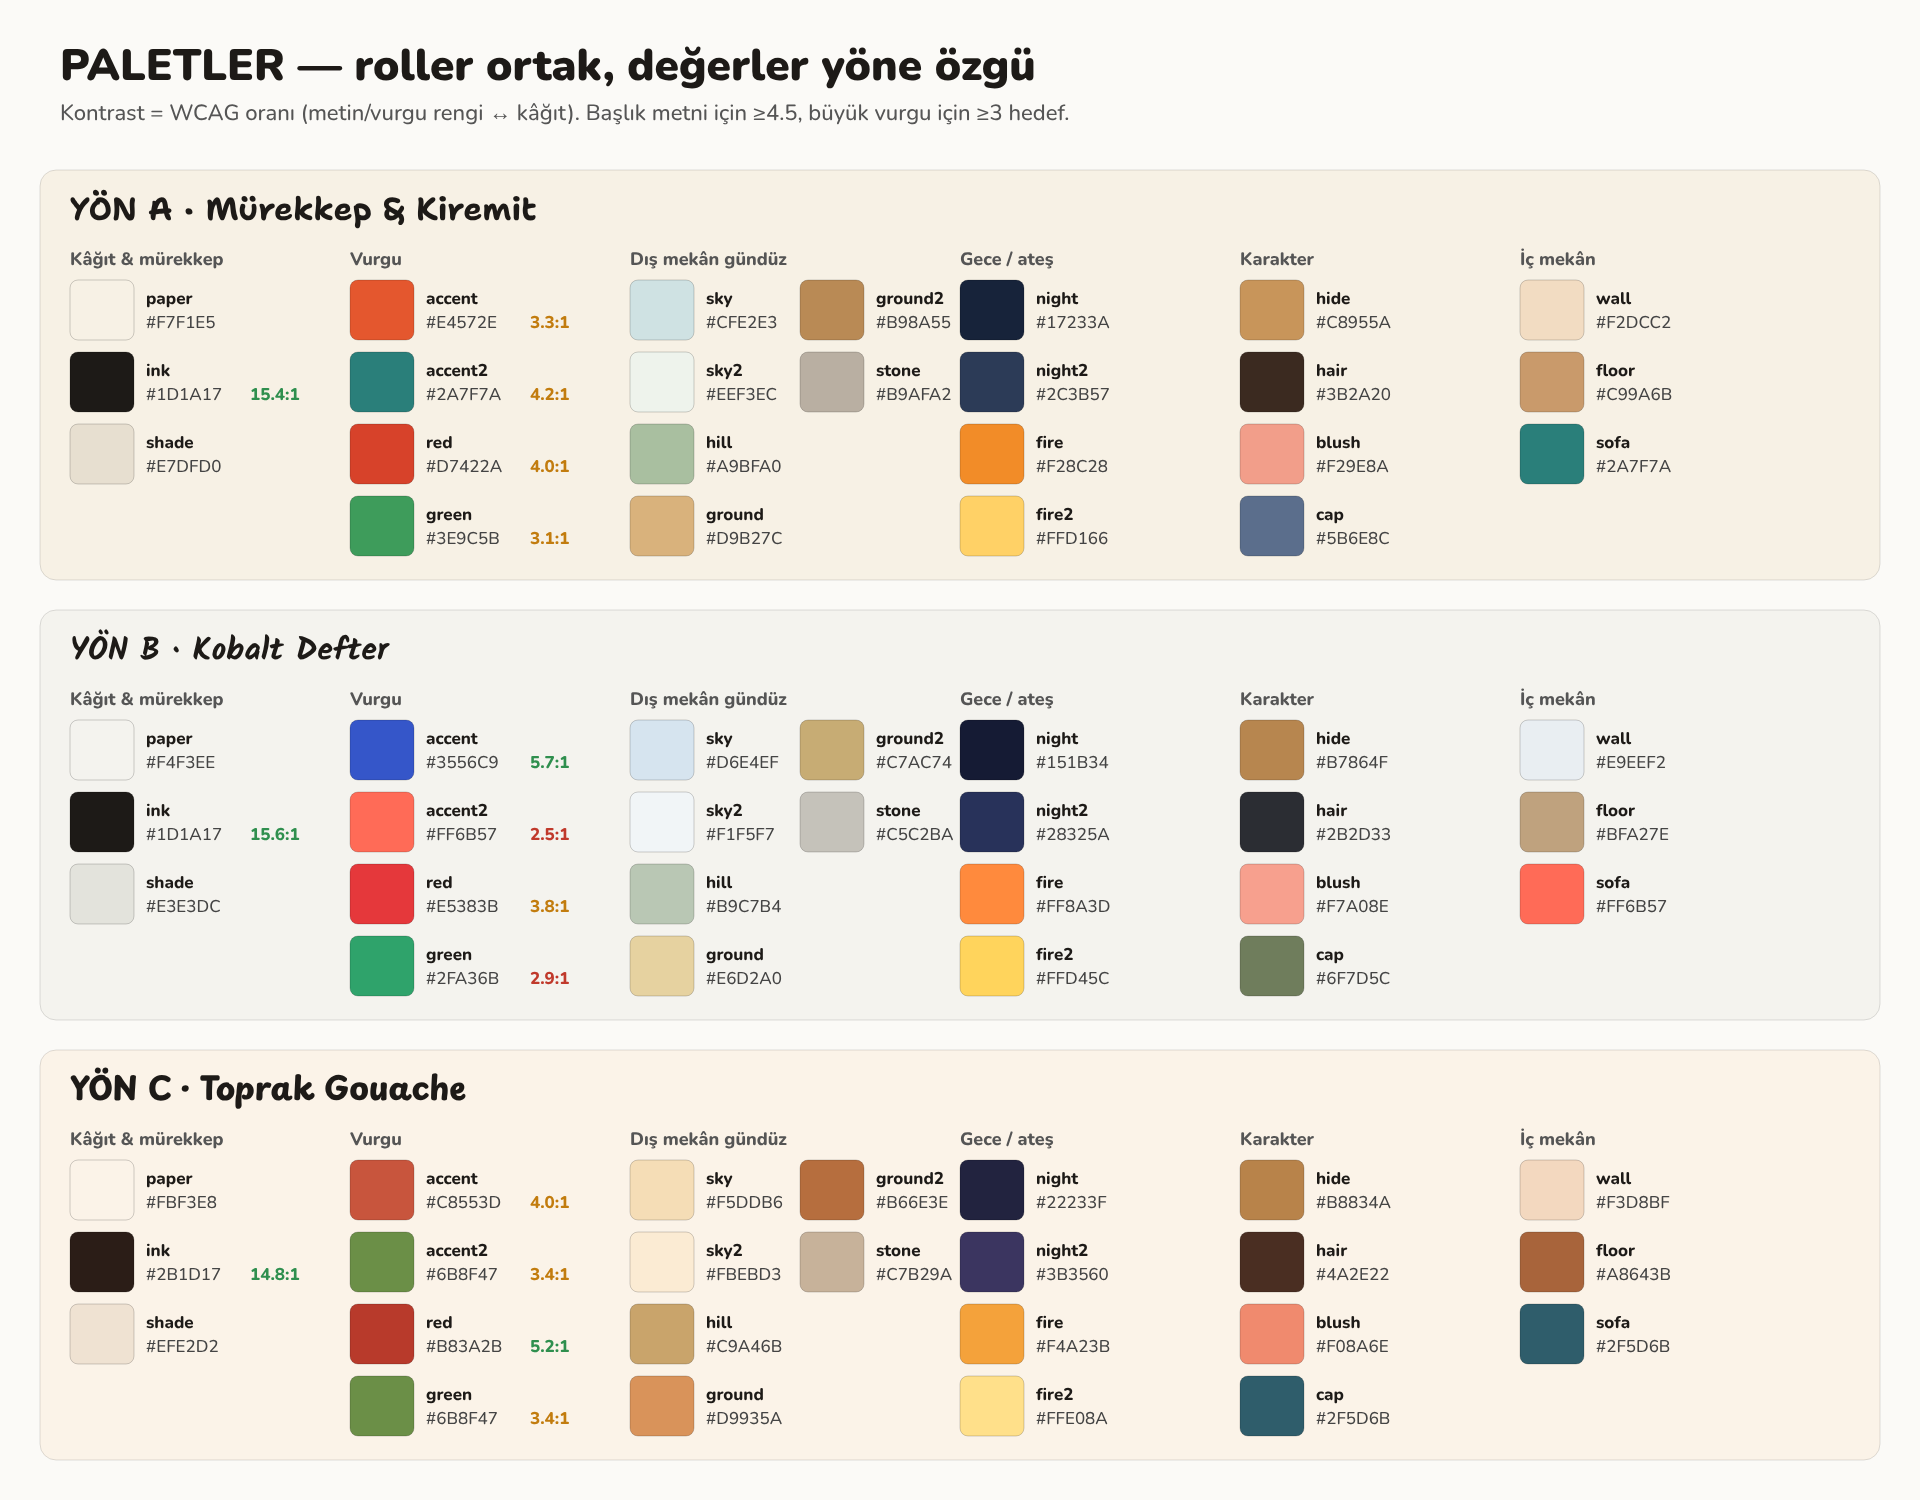 PALETLER — roller ortak, değerler yöne özgü
Kontrast = WCAG oranı (metin/vurgu rengi ↔ kâğıt). Başlık metni için ≥4.5, büyük vurgu için ≥3 hedef.
YÖN A · Mürekkep & Kiremit
Kâğıt & mürekkep
paper
#F7F1E5
ink
#1D1A17 15.4:1
shade
#E7DFD0
Vurgu
accent
#E4572E 3.3:1
accent2
#2A7F7A 4.2:1
red
#D7422A 4.0:1
green
#3E9C5B 3.1:1
Dış mekân gündüz
sky
#CFE2E3
sky2
#EEF3EC
hill
#A9BFA0
ground
#D9B27C
ground2
#B98A55
stone
#B9AFA2
Gece / ateş
night
#17233A
night2
#2C3B57
fire
#F28C28
fire2
#FFD166
Karakter
hide
#C8955A
hair
#3B2A20
blush
#F29E8A
cap
#5B6E8C
İç mekân
wall
#F2DCC2
floor
#C99A6B
sofa
#2A7F7A
YÖN B · Kobalt Defter
Kâğıt & mürekkep
paper
#F4F3EE
ink
#1D1A17 15.6:1
shade
#E3E3DC
Vurgu
accent
#3556C9 5.7:1
accent2
#FF6B57 2.5:1
red
#E5383B 3.8:1
green
#2FA36B 2.9:1
Dış mekân gündüz
sky
#D6E4EF
sky2
#F1F5F7
hill
#B9C7B4
ground
#E6D2A0
ground2
#C7AC74
stone
#C5C2BA
Gece / ateş
night
#151B34
night2
#28325A
fire
#FF8A3D
fire2
#FFD45C
Karakter
hide
#B7864F
hair
#2B2D33
blush
#F7A08E
cap
#6F7D5C
İç mekân
wall
#E9EEF2
floor
#BFA27E
sofa
#FF6B57
YÖN C · Toprak Gouache
Kâğıt & mürekkep
paper
#FBF3E8
ink
#2B1D17 14.8:1
shade
#EFE2D2
Vurgu
accent
#C8553D 4.0:1
accent2
#6B8F47 3.4:1
red
#B83A2B 5.2:1
green
#6B8F47 3.4:1
Dış mekân gündüz
sky
#F5DDB6
sky2
#FBEBD3
hill
#C9A46B
ground
#D9935A
ground2
#B66E3E
stone
#C7B29A
Gece / ateş
night
#22233F
night2
#3B3560
fire
#F4A23B
fire2
#FFE08A
Karakter
hide
#B8834A
hair
#4A2E22
blush
#F08A6E
cap
#2F5D6B
İç mekân
wall
#F3D8BF
floor
#A8643B
sofa
#2F5D6B